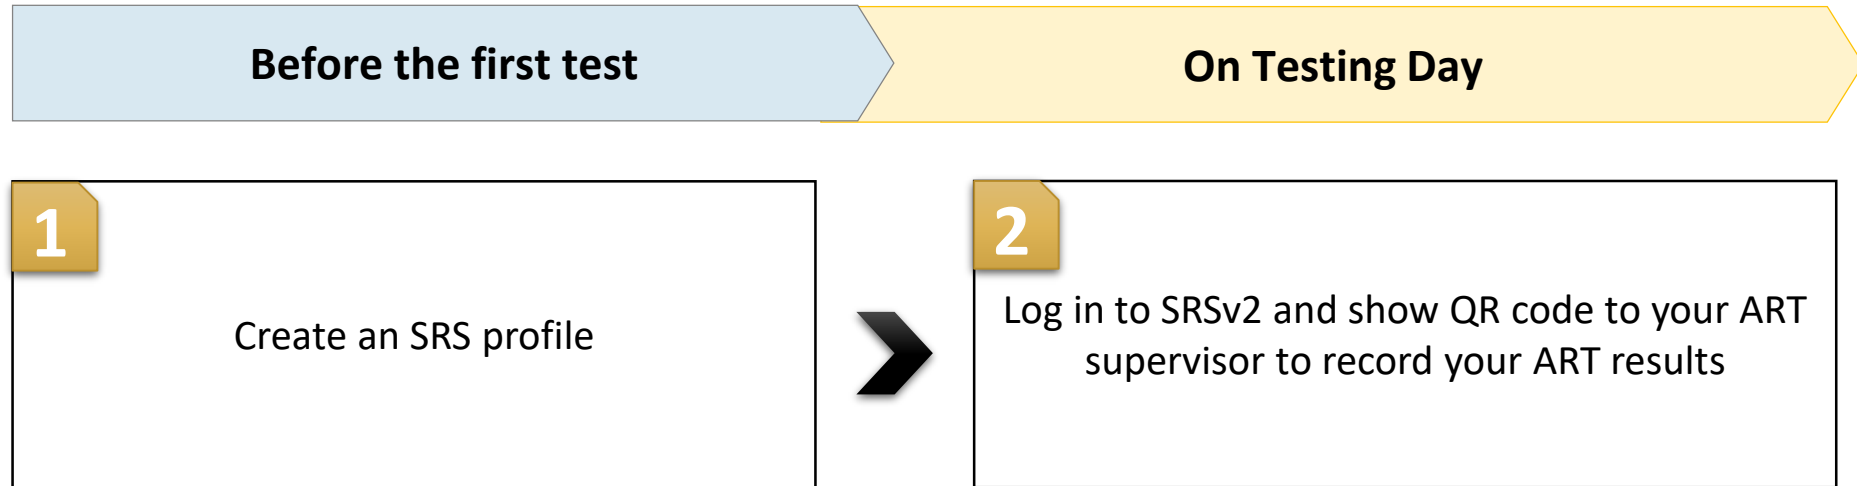 Before the first test
On Testing Day
1
Create an SRS profile
2
Log in to SRSv2 and show QR code to your ART
supervisor to record your ART results